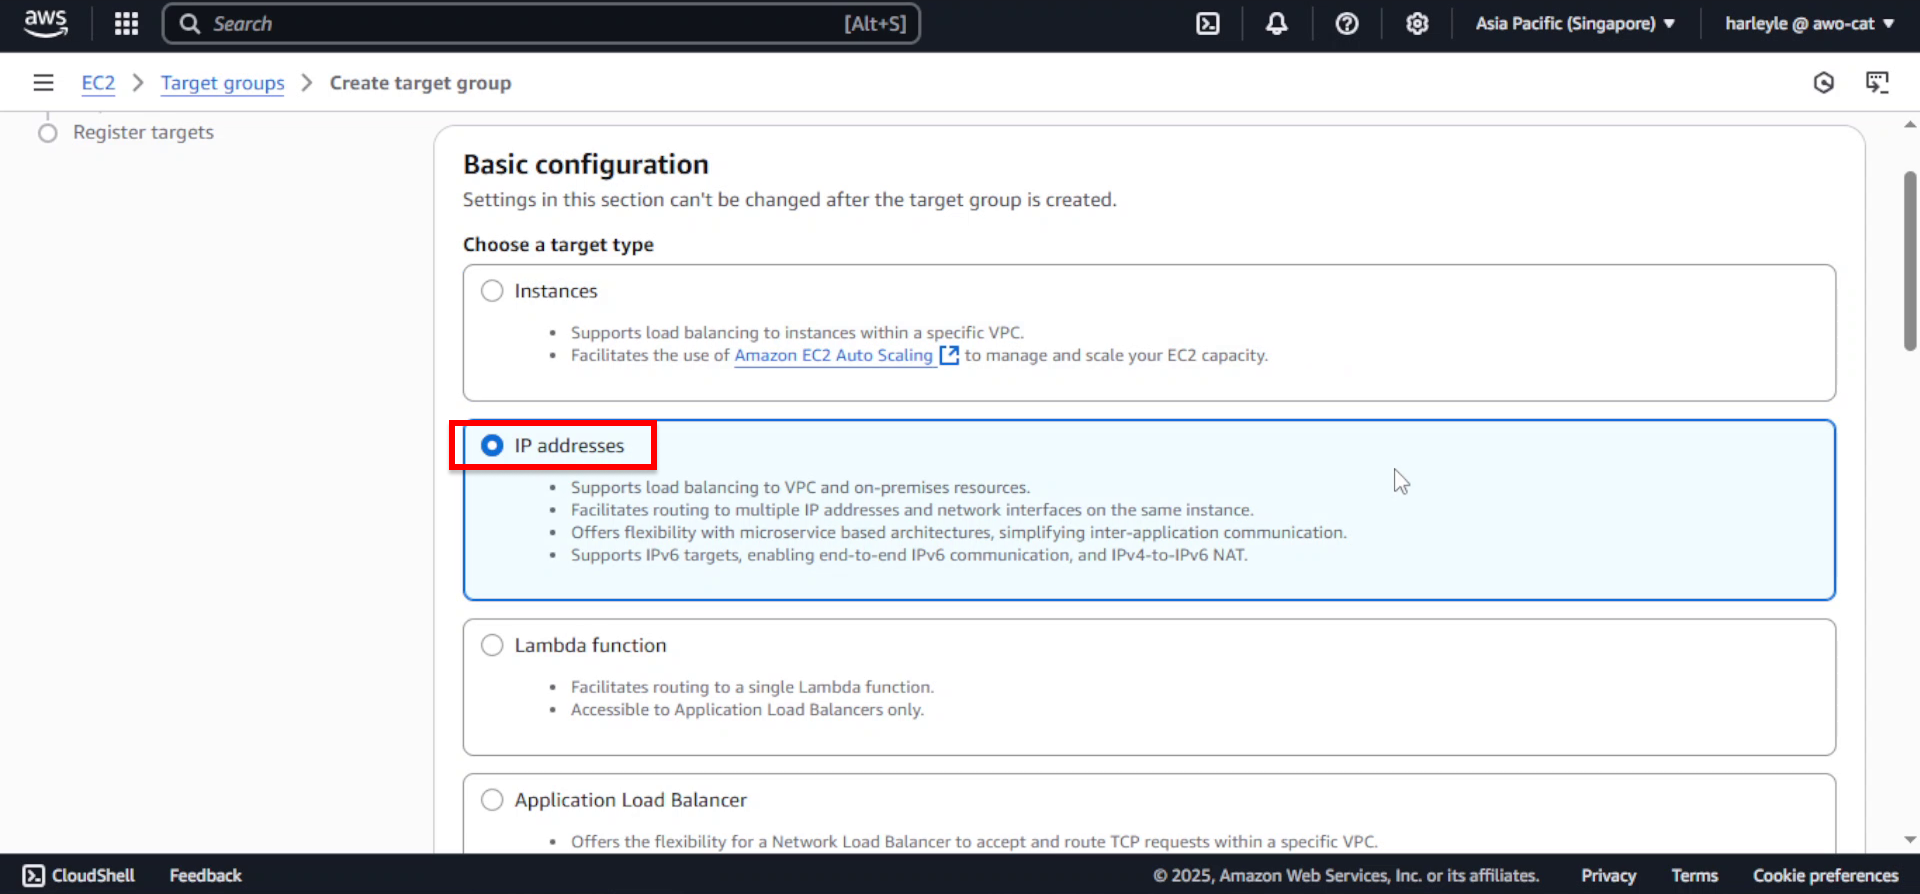 aws
Search
[Alt+S]
Asia Pacific (Singapore)
harleyle @ awo-cat
EC2
Target groups
Create target group
Register targets
Basic configuration
Settings in this section can't be changed after the target group is created.
Choose a target type
Instances
• Supports load balancing to instances within a specific VPC.
• Facilitates the use of Amazon EC2 Auto Scaling to manage and scale your EC2 capacity.
IP addresses
• Supports load balancing to VPC and on-premises resources.
• Facilitates routing to multiple IP addresses and network interfaces on the same instance.
• Offers flexibility with microservice based architectures, simplifying inter-application communication.
• Supports IPv6 targets, enabling end-to-end IPv6 communication, and IPv4-to-IPv6 NAT.
Lambda function
• Facilitates routing to a single Lambda function.
• Accessible to Application Load Balancers only.
Application Load Balancer
• Offers the flexibility for a Network Load Balancer to accept and route TCP requests within a specific VPC.
CloudShell
Feedback
© 2025, Amazon Web Services, Inc. or its affiliates.
Privacy
Terms
Cookie preferences